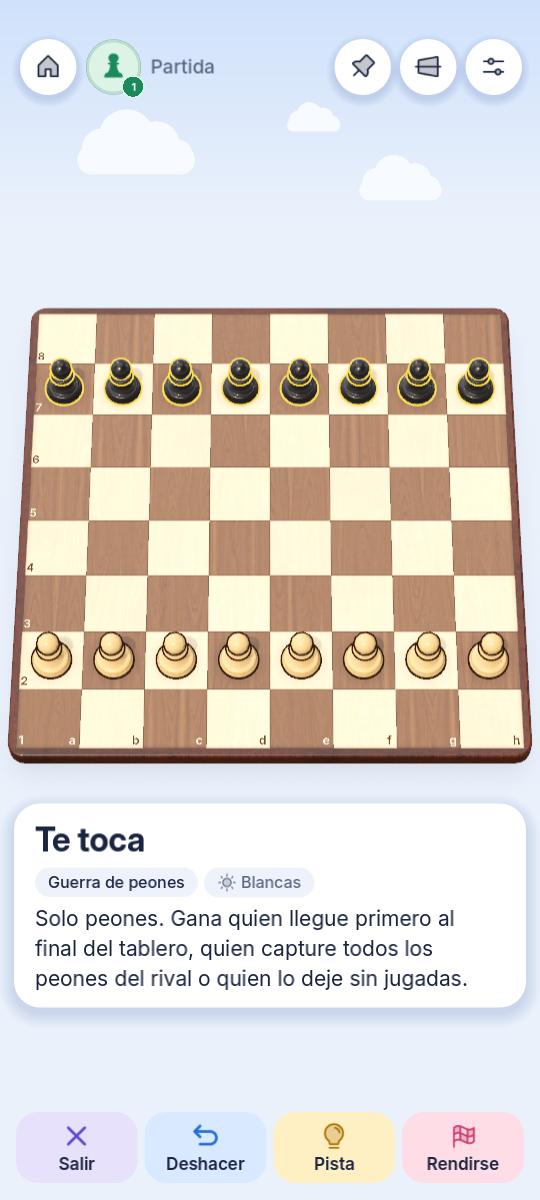 1
Partida
8
7
6
5
4
3
2
1 a b c d e f g h
Te toca
Guerra de peones
Blancas
Solo peones. Gana quien llegue primero al
final del tablero, quien capture todos los
peones del rival o quien lo deje sin jugadas.
Salir
Deshacer
Pista
Rendirse